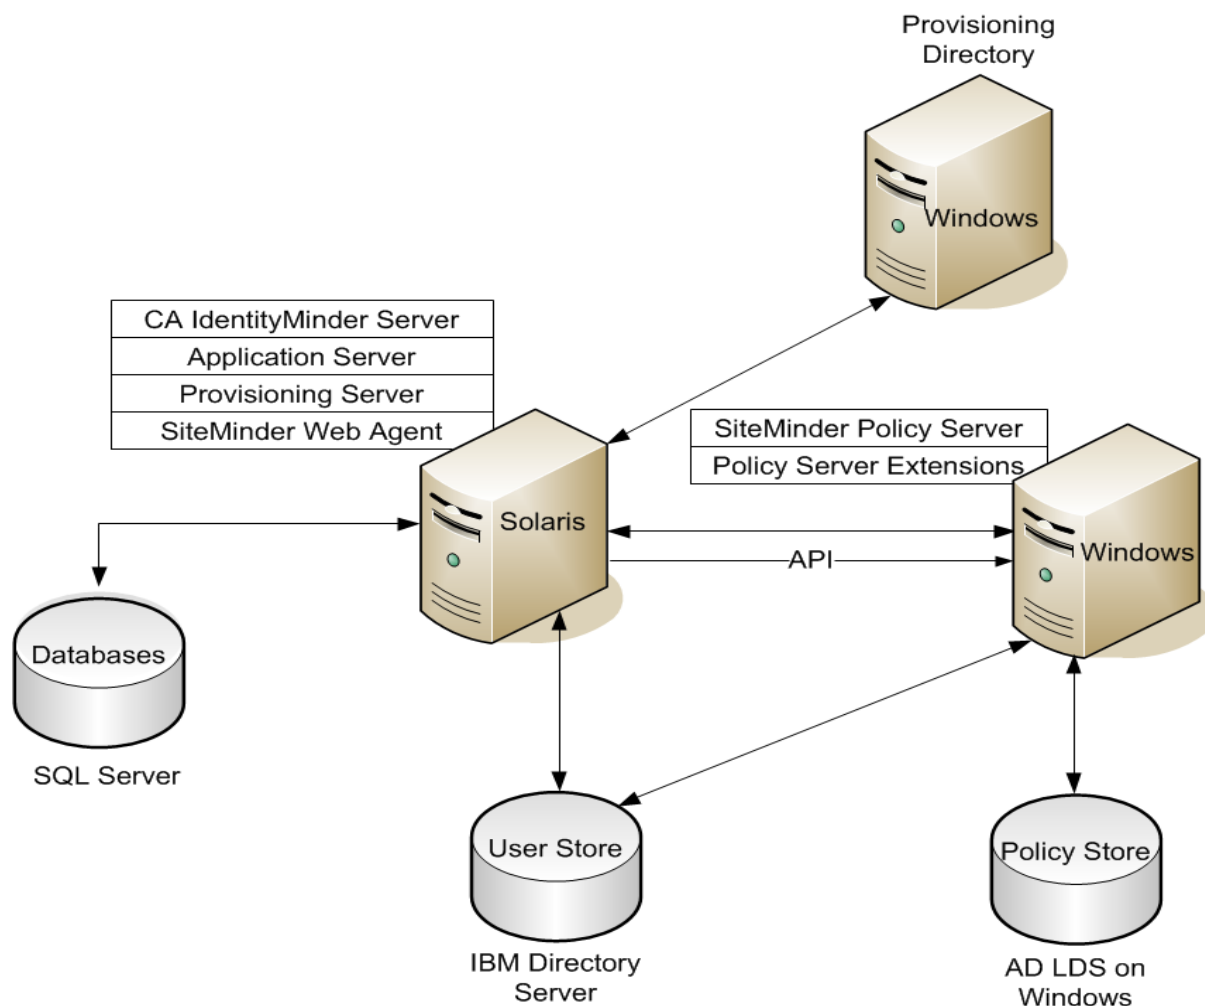 Provisioning
Directory
Windows
CA IdentityMinder Server
Application Server
Provisioning Server
SiteMinder Web Agent
SiteMinder Policy Server
Policy Server Extensions
Solaris
Windows
API
Databases
SQL Server
User Store
Policy Store
IBM Directory
Server
AD LDS on
Windows